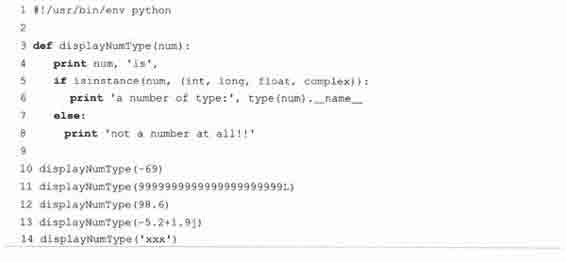 1 #!/usr/bin/env python
2
3 def displayNumType(num):
4 print num, 'is',
5 if isinstance(num, (int, long, float, complex)):
6 print 'a number of type:', type(num).__name__
7 else:
8 print 'not a number at all!!'
9
10 displayNumType(-69)
11 displayNumType(9999999999999999999999L)
12 displayNumType(98.6)
13 displayNumType(-5.2+1.9j)
14 displayNumType('xxx')